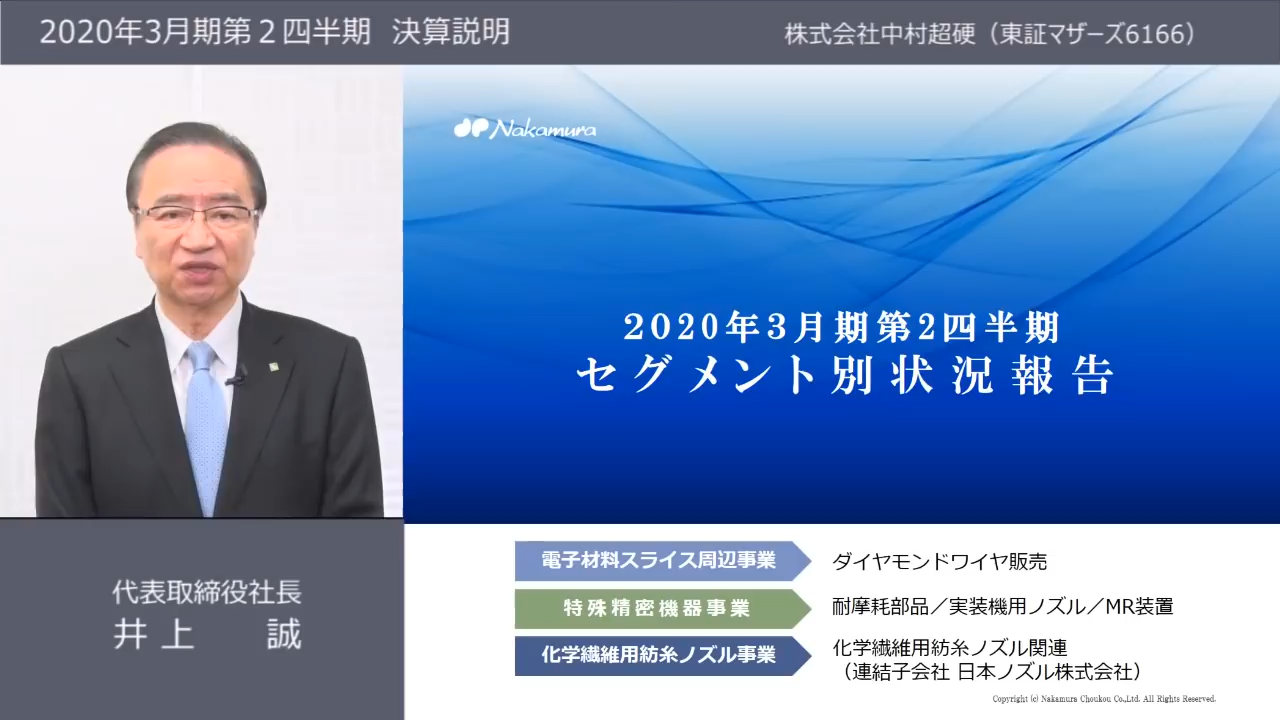 2020年3月期第２四半期 決算説明
株式会社中村超硬（東証マザーズ6166）
Nakamura
2020年3月期第2四半期
セグメント別状況報告
電子材料スライス周辺事業
ダイヤモンドワイヤ販売
特殊精密機器事業
耐摩耗部品／実装機用ノズル／MR装置
化学繊維用紡糸ノズル事業
化学繊維用紡糸ノズル関連
（連結子会社 日本ノズル株式会社）
代表取締役社長
井上 誠
Copyright (c) Nakamura Choukou Co.,Ltd. All Rights Reserved.